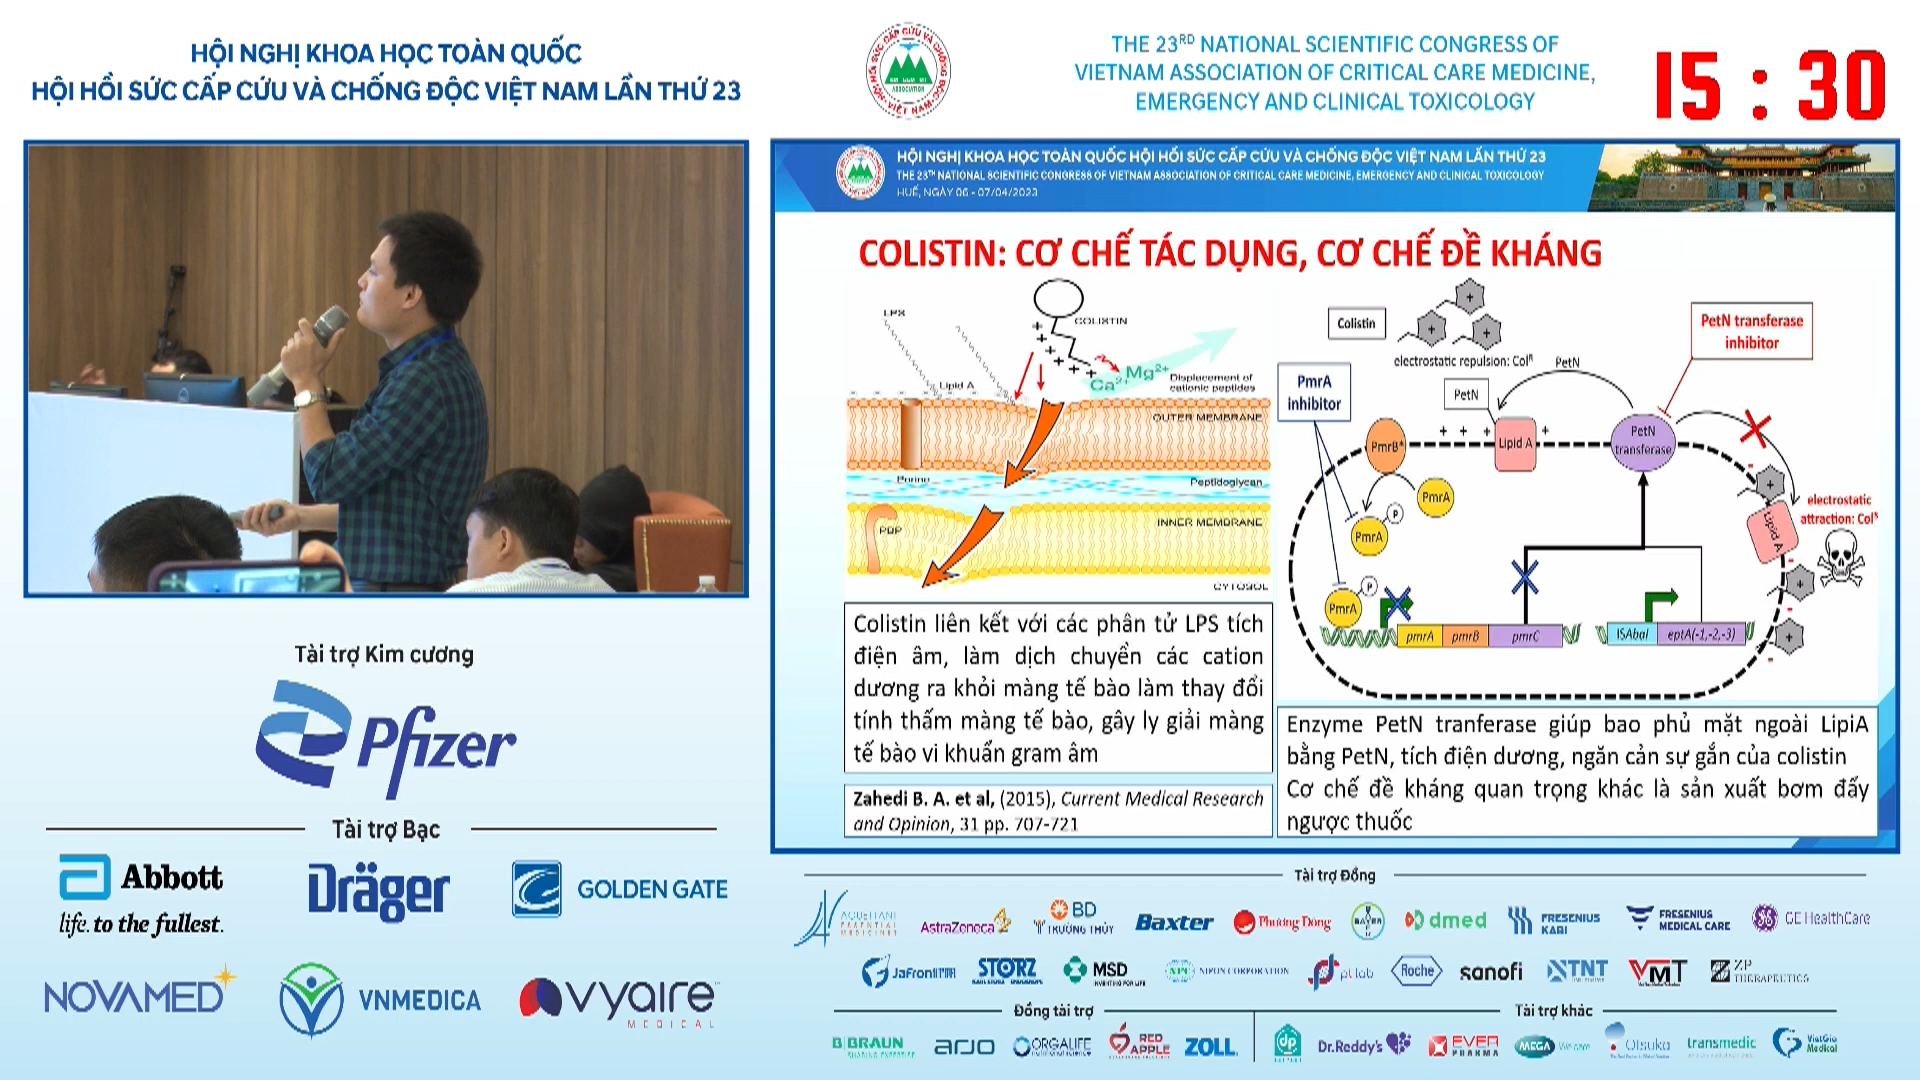 HỘI NGHỊ KHOA HỌC TOÀN QUỐC
HỘI HỒI SỨC CẤP CỨU VÀ CHỐNG ĐỘC VIỆT NAM LẦN THỨ 23
THE 23RD NATIONAL SCIENTIFIC CONGRESS OF
VIETNAM ASSOCIATION OF CRITICAL CARE MEDICINE,
EMERGENCY AND CLINICAL TOXICOLOGY
15 : 30
HỘI NGHỊ KHOA HỌC TOÀN QUỐC HỘI HỒI SỨC CẤP CỨU VÀ CHỐNG ĐỘC VIỆT NAM LẦN THỨ 23
THE 23TH NATIONAL SCIENTIFIC CONGRESS OF VIETNAM ASSOCIATION OF CRITICAL CARE MEDICINE, EMERGENCY AND CLINICAL TOXICOLOGY
HUẾ, NGÀY 06 - 07/04/2023
COLISTIN: CƠ CHẾ TÁC DỤNG, CƠ CHẾ ĐỀ KHÁNG
LPS
COLISTIN
Lipid A
Ca2+
Mg2+
Displacement of
cationic peptides
OUTER MEMBRANE
Porins
Peptidoglycan
PBP
INNER MEMBRANE
CYTOSOL
Colistin
electrostatic repulsion: ColR
PetN transferase
inhibitor
PmrA
inhibitor
PetN
PetN
PmrB*
Lipid A
PetN
transferase
PmrA
P
PmrA
P
PmrA
electrostatic
attraction: ColS
Lipid A
pmrA
pmrB
pmrC
ISAbaI
eptA(-1,-2,-3)
Colistin liên kết với các phân tử LPS tích
điện âm, làm dịch chuyển các cation
dương ra khỏi màng tế bào làm thay đổi
tính thấm màng tế bào, gây ly giải màng
tế bào vi khuẩn gram âm
Zahedi B. A. et al, (2015), Current Medical Research
and Opinion, 31 pp. 707-721
Enzyme PetN tranferase giúp bao phủ mặt ngoài LipiA
bằng PetN, tích điện dương, ngăn cản sự gắn của colistin
Cơ chế đề kháng quan trọng khác là sản xuất bơm đẩy
ngược thuốc
Tài trợ Kim cương
Pfizer
Tài trợ Bạc
Abbott
life. to the fullest.
Dräger
GOLDEN GATE
NOVAMED
VNMEDICA
vyaire
MEDICAL
Tài trợ Đồng
AstraZeneca
BD
TRƯỜNG THỦY
Baxter
Phương Đông
BAYER
dmed
FRESENIUS
KABI
FRESENIUS
MEDICAL CARE
GE HealthCare
JaFron
STORZ
MSD
INVENTING FOR LIFE
NIPUN CORPORATION
pt lab
Roche
sanofi
TNT
VMT
ZP
THERAPEUTICS
Đồng tài trợ
Tài trợ khác
B|BRAUN
SHARING EXPERTISE
arjo
ORGALIFE
RED
APPLE
ZOLL
dp
Dr.Reddy's
EVER
PHARMA
MEGA
We care
Otsuka
transmedic
VietGia
Medical